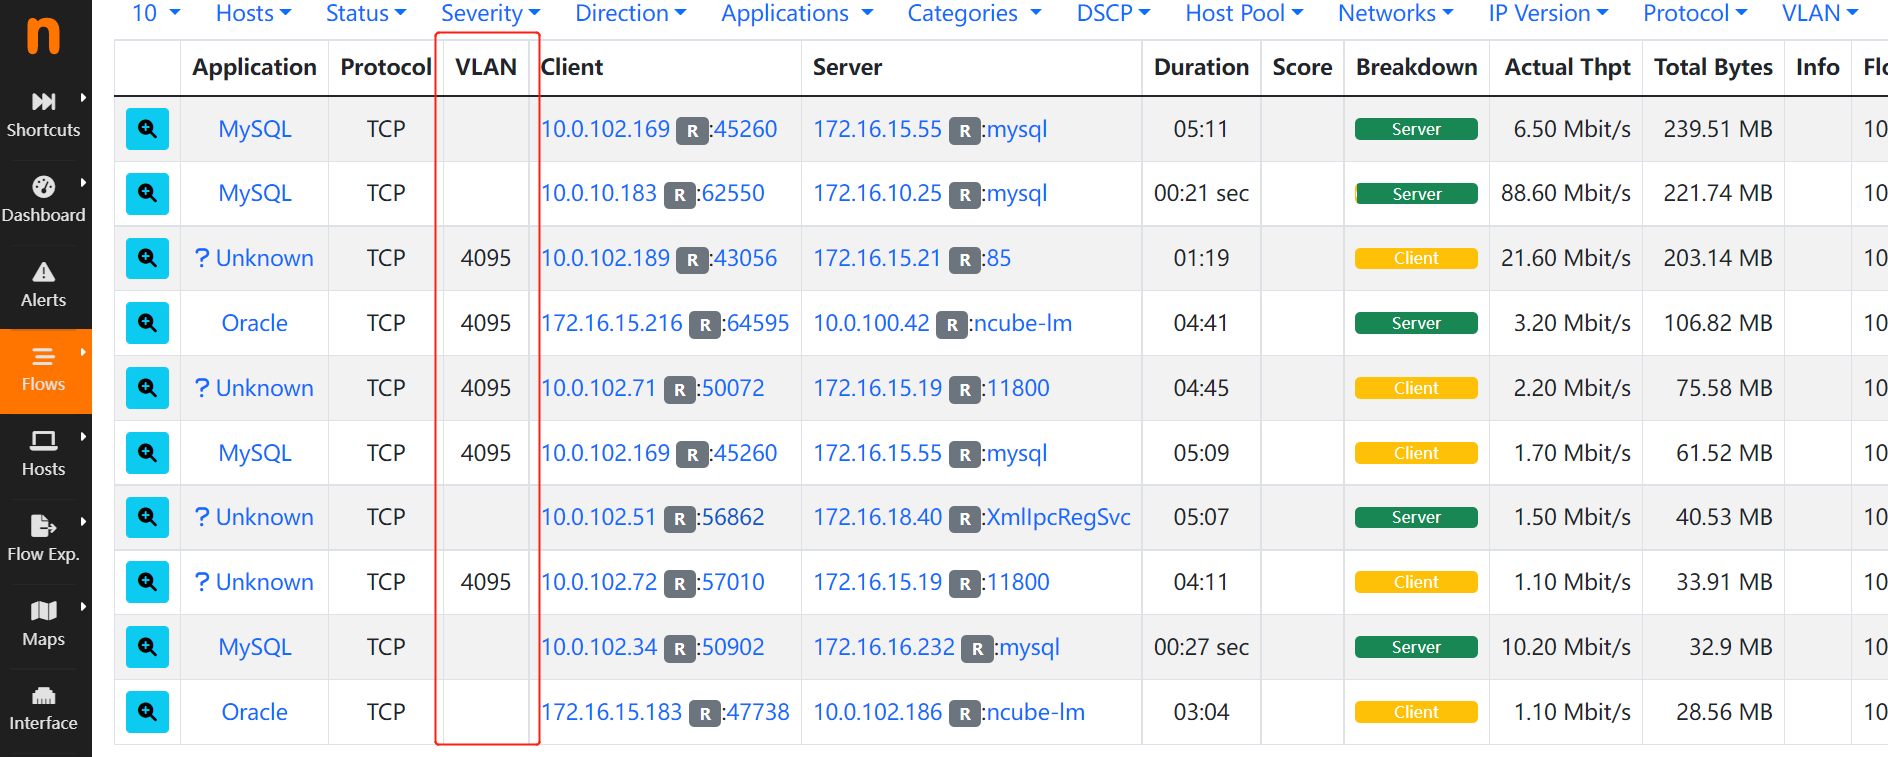 10 Hosts Status Severity Direction Applications Categories DSCP Host Pool Networks IP Version Protocol VLAN
n
Shortcuts
Dashboard
Alerts
Flows
Hosts
Flow Exp.
Maps
Interface
Application Protocol VLAN Client Server Duration Score Breakdown Actual Thpt Total Bytes Info Flo
MySQL TCP 10.0.102.169 R :45260 172.16.15.55 R :mysql 05:11 Server 6.50 Mbit/s 239.51 MB 10
MySQL TCP 10.0.10.183 R :62550 172.16.10.25 R :mysql 00:21 sec Server 88.60 Mbit/s 221.74 MB 10
? Unknown TCP 4095 10.0.102.189 R :43056 172.16.15.21 R :85 01:19 Client 21.60 Mbit/s 203.14 MB 10
Oracle TCP 4095 172.16.15.216 R :64595 10.0.100.42 R :ncube-lm 04:41 Server 3.20 Mbit/s 106.82 MB 10
? Unknown TCP 4095 10.0.102.71 R :50072 172.16.15.19 R :11800 04:45 Client 2.20 Mbit/s 75.58 MB 10
MySQL TCP 4095 10.0.102.169 R :45260 172.16.15.55 R :mysql 05:09 Client 1.70 Mbit/s 61.52 MB 10
? Unknown TCP 10.0.102.51 R :56862 172.16.18.40 R :XmlIpcRegSvc 05:07 Server 1.50 Mbit/s 40.53 MB 10
? Unknown TCP 4095 10.0.102.72 R :57010 172.16.15.19 R :11800 04:11 Client 1.10 Mbit/s 33.91 MB 10
MySQL TCP 10.0.102.34 R :50902 172.16.16.232 R :mysql 00:27 sec Server 10.20 Mbit/s 32.9 MB 10
Oracle TCP 172.16.15.183 R :47738 10.0.102.186 R :ncube-lm 03:04 Client 1.10 Mbit/s 28.56 MB 10